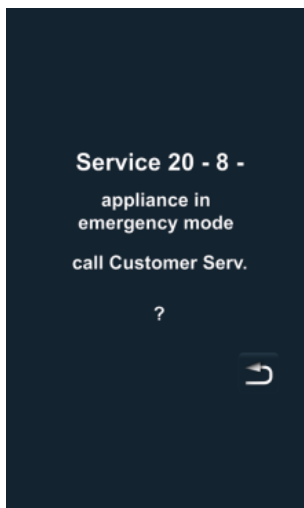 Service 20 - 8 -
appliance in
emergency mode
call Customer Serv.
?